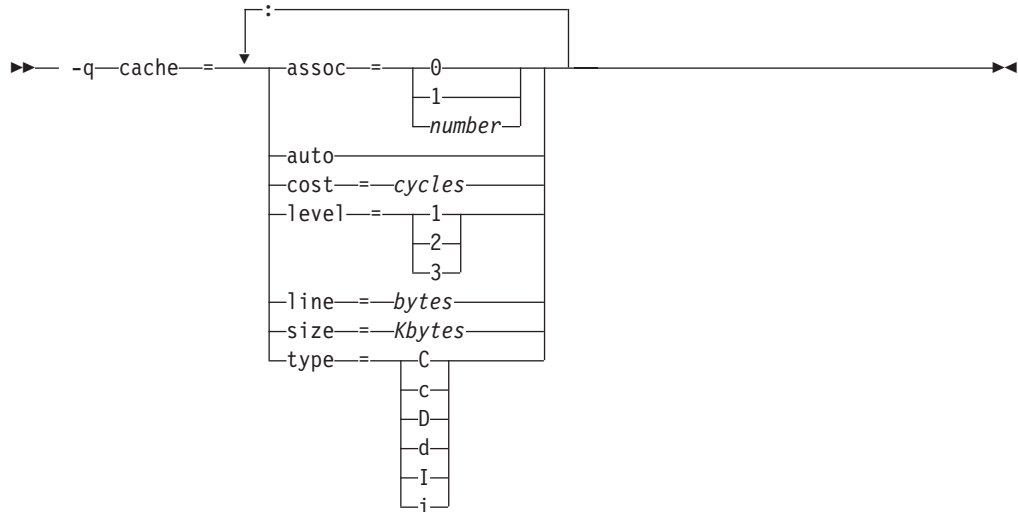 :
-q cache = assoc = 0
1
number
auto
cost = cycles
level = 1
2
3
line = bytes
size = Kbytes
type = C
c
D
d
I
i